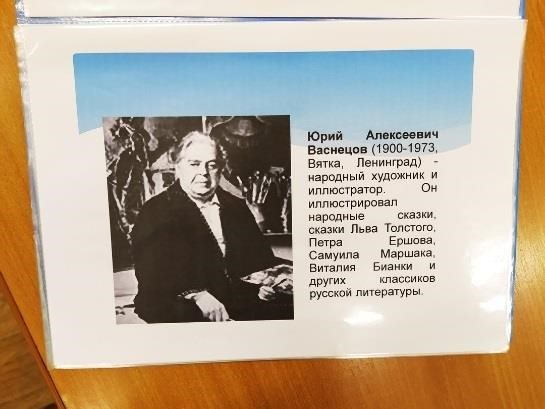 Юрий Алексеевич
Васнецов (1900-1973,
Вятка, Ленинград) -
народный художник и
иллюстратор. Он
иллюстрировал
народные сказки,
сказки Льва Толстого,
Петра Ершова,
Самуила Маршака,
Виталия Бианки и
других классиков
русской литературы.